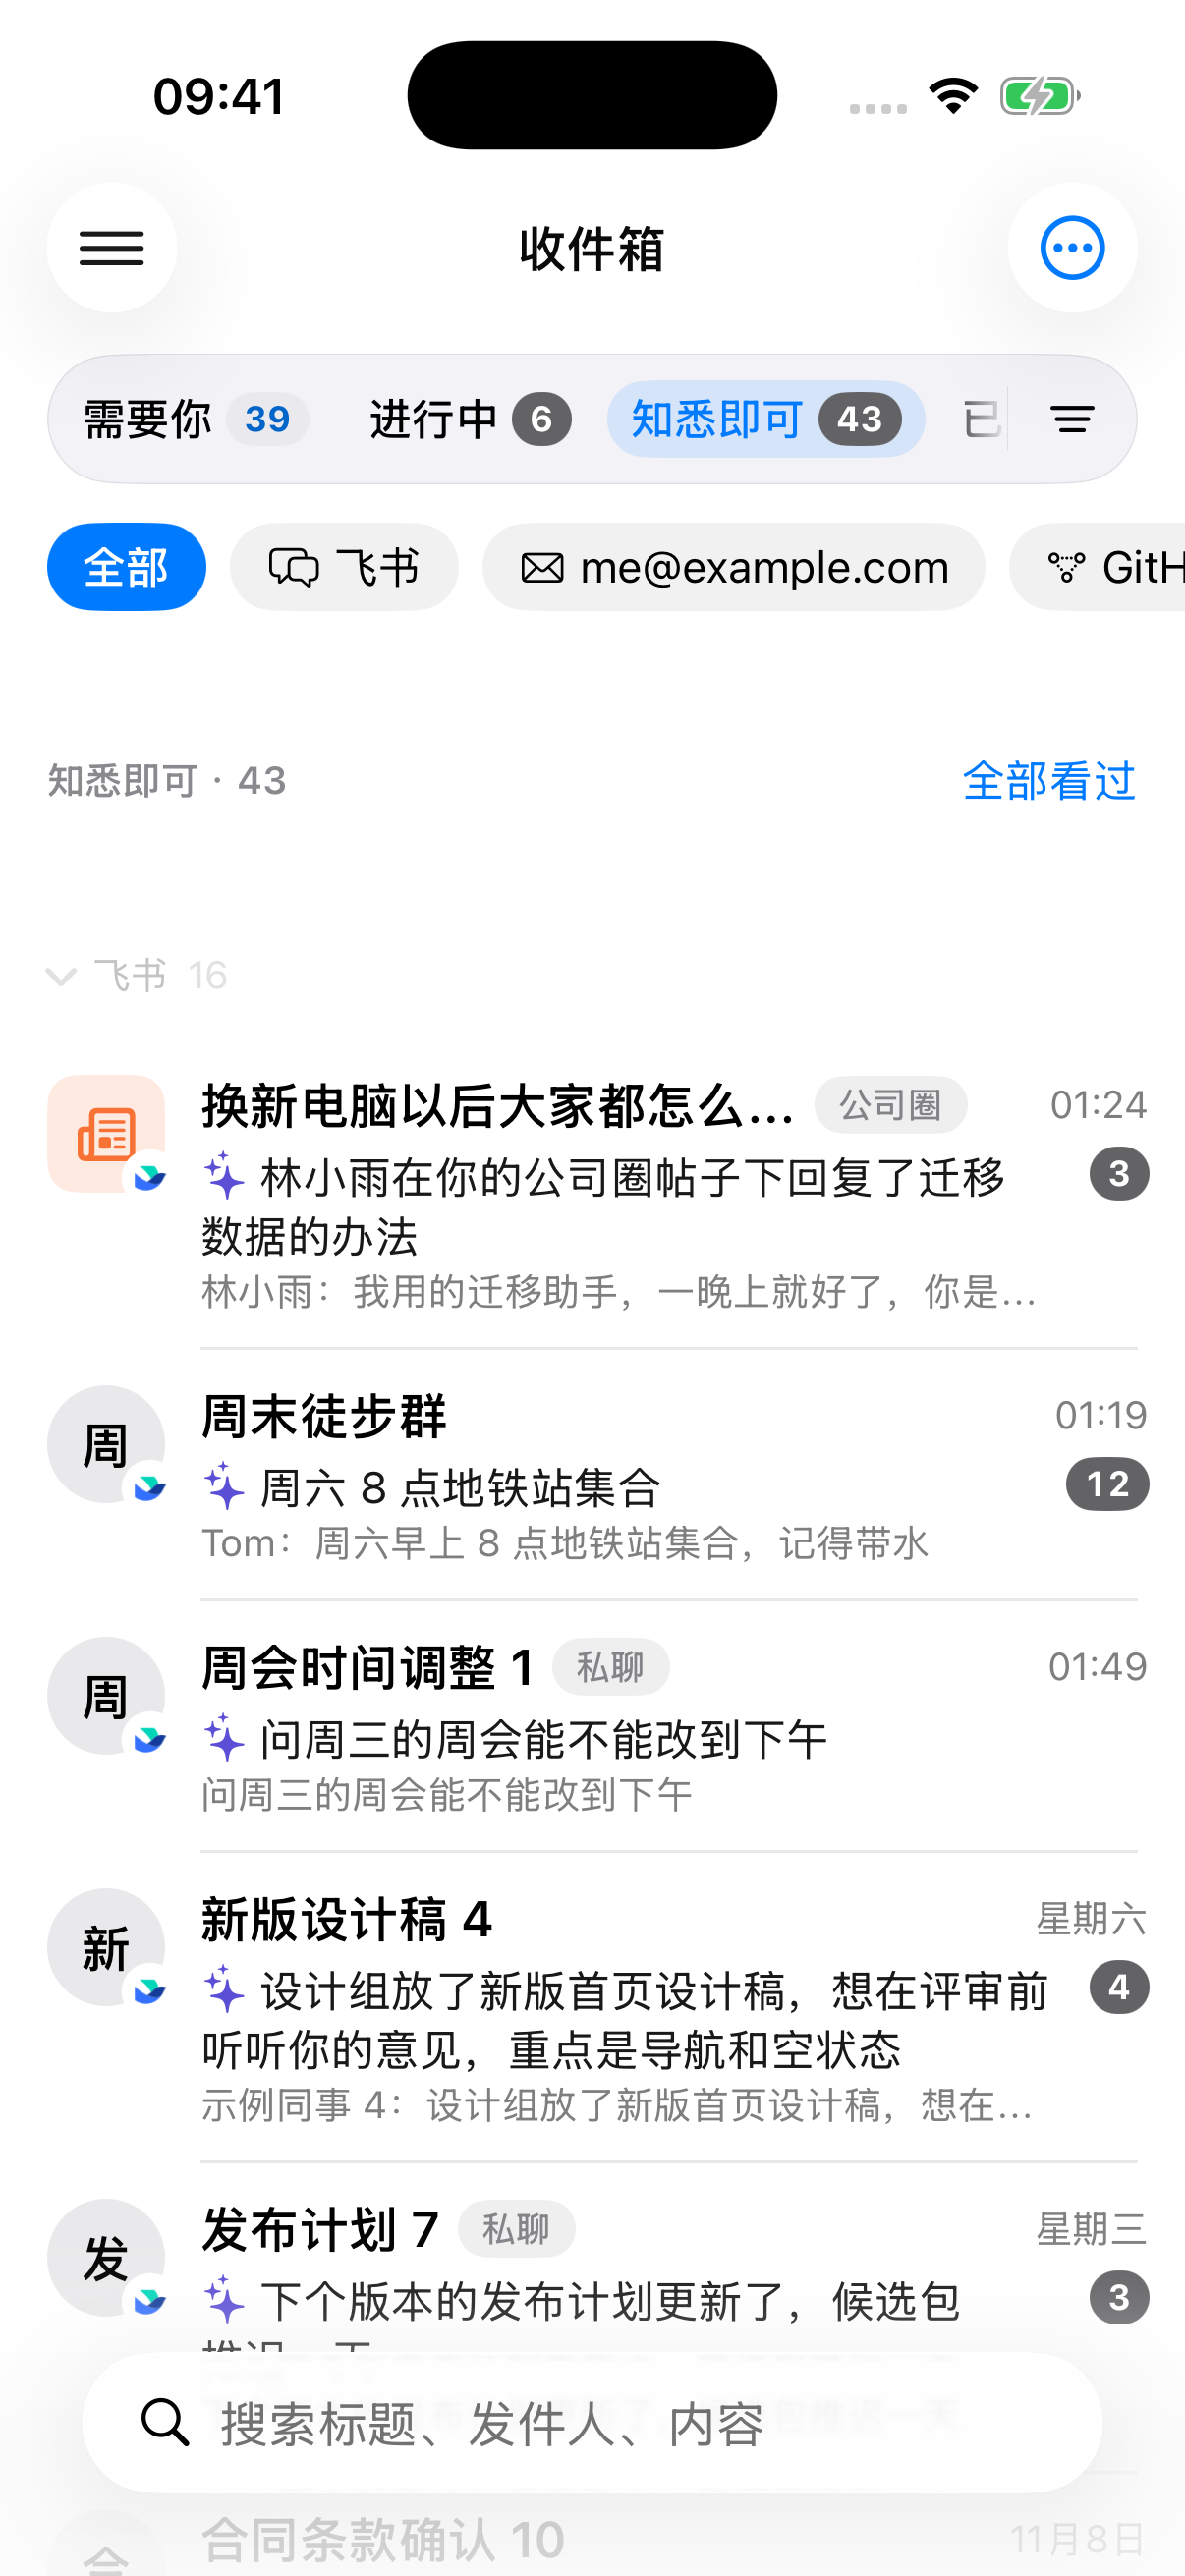 09:41
收件箱
需要你 39 进行中 6 知悉即可 43 已
全部 飞书 me@example.com GitH
知悉即可 · 43 全部看过
飞书 16
换新电脑以后大家都怎么… 公司圈 01:24
林小雨在你的公司圈帖子下回复了迁移 3
数据的办法
林小雨：我用的迁移助手，一晚上就好了，你是…
周 周末徒步群 01:19
周六 8 点地铁站集合 12
Tom：周六早上 8 点地铁站集合，记得带水
周 周会时间调整 1 私聊 01:49
问周三的周会能不能改到下午
问周三的周会能不能改到下午
新 新版设计稿 4 星期六
设计组放了新版首页设计稿，想在评审前 4
听听你的意见，重点是导航和空状态
示例同事 4：设计组放了新版首页设计稿，想在…
发 发布计划 7 私聊 星期三
下个版本的发布计划更新了，候选包 3
搜索标题、发件人、内容
合同条款确认 10 11月8日